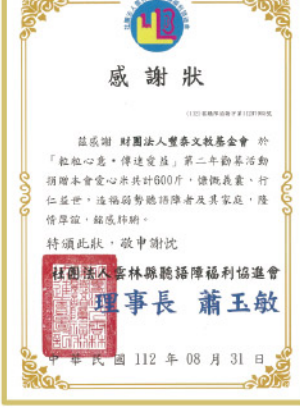 感謝狀
茲感謝 財團法人豐泰文教基金會 於
「粒粒心意•傳達愛益」第二年勸募活動
捐贈本會愛心米共計600斤,慷慨義囊、行
仁益世,造福弱勢聽語障者及其家庭,隆
情厚誼,銘感肺腑。
特頒此狀,敬申謝忱
社團法人雲林縣聽語障福利協進會
理事長 蕭玉敏
中華民國 112 年 08 月 31 日